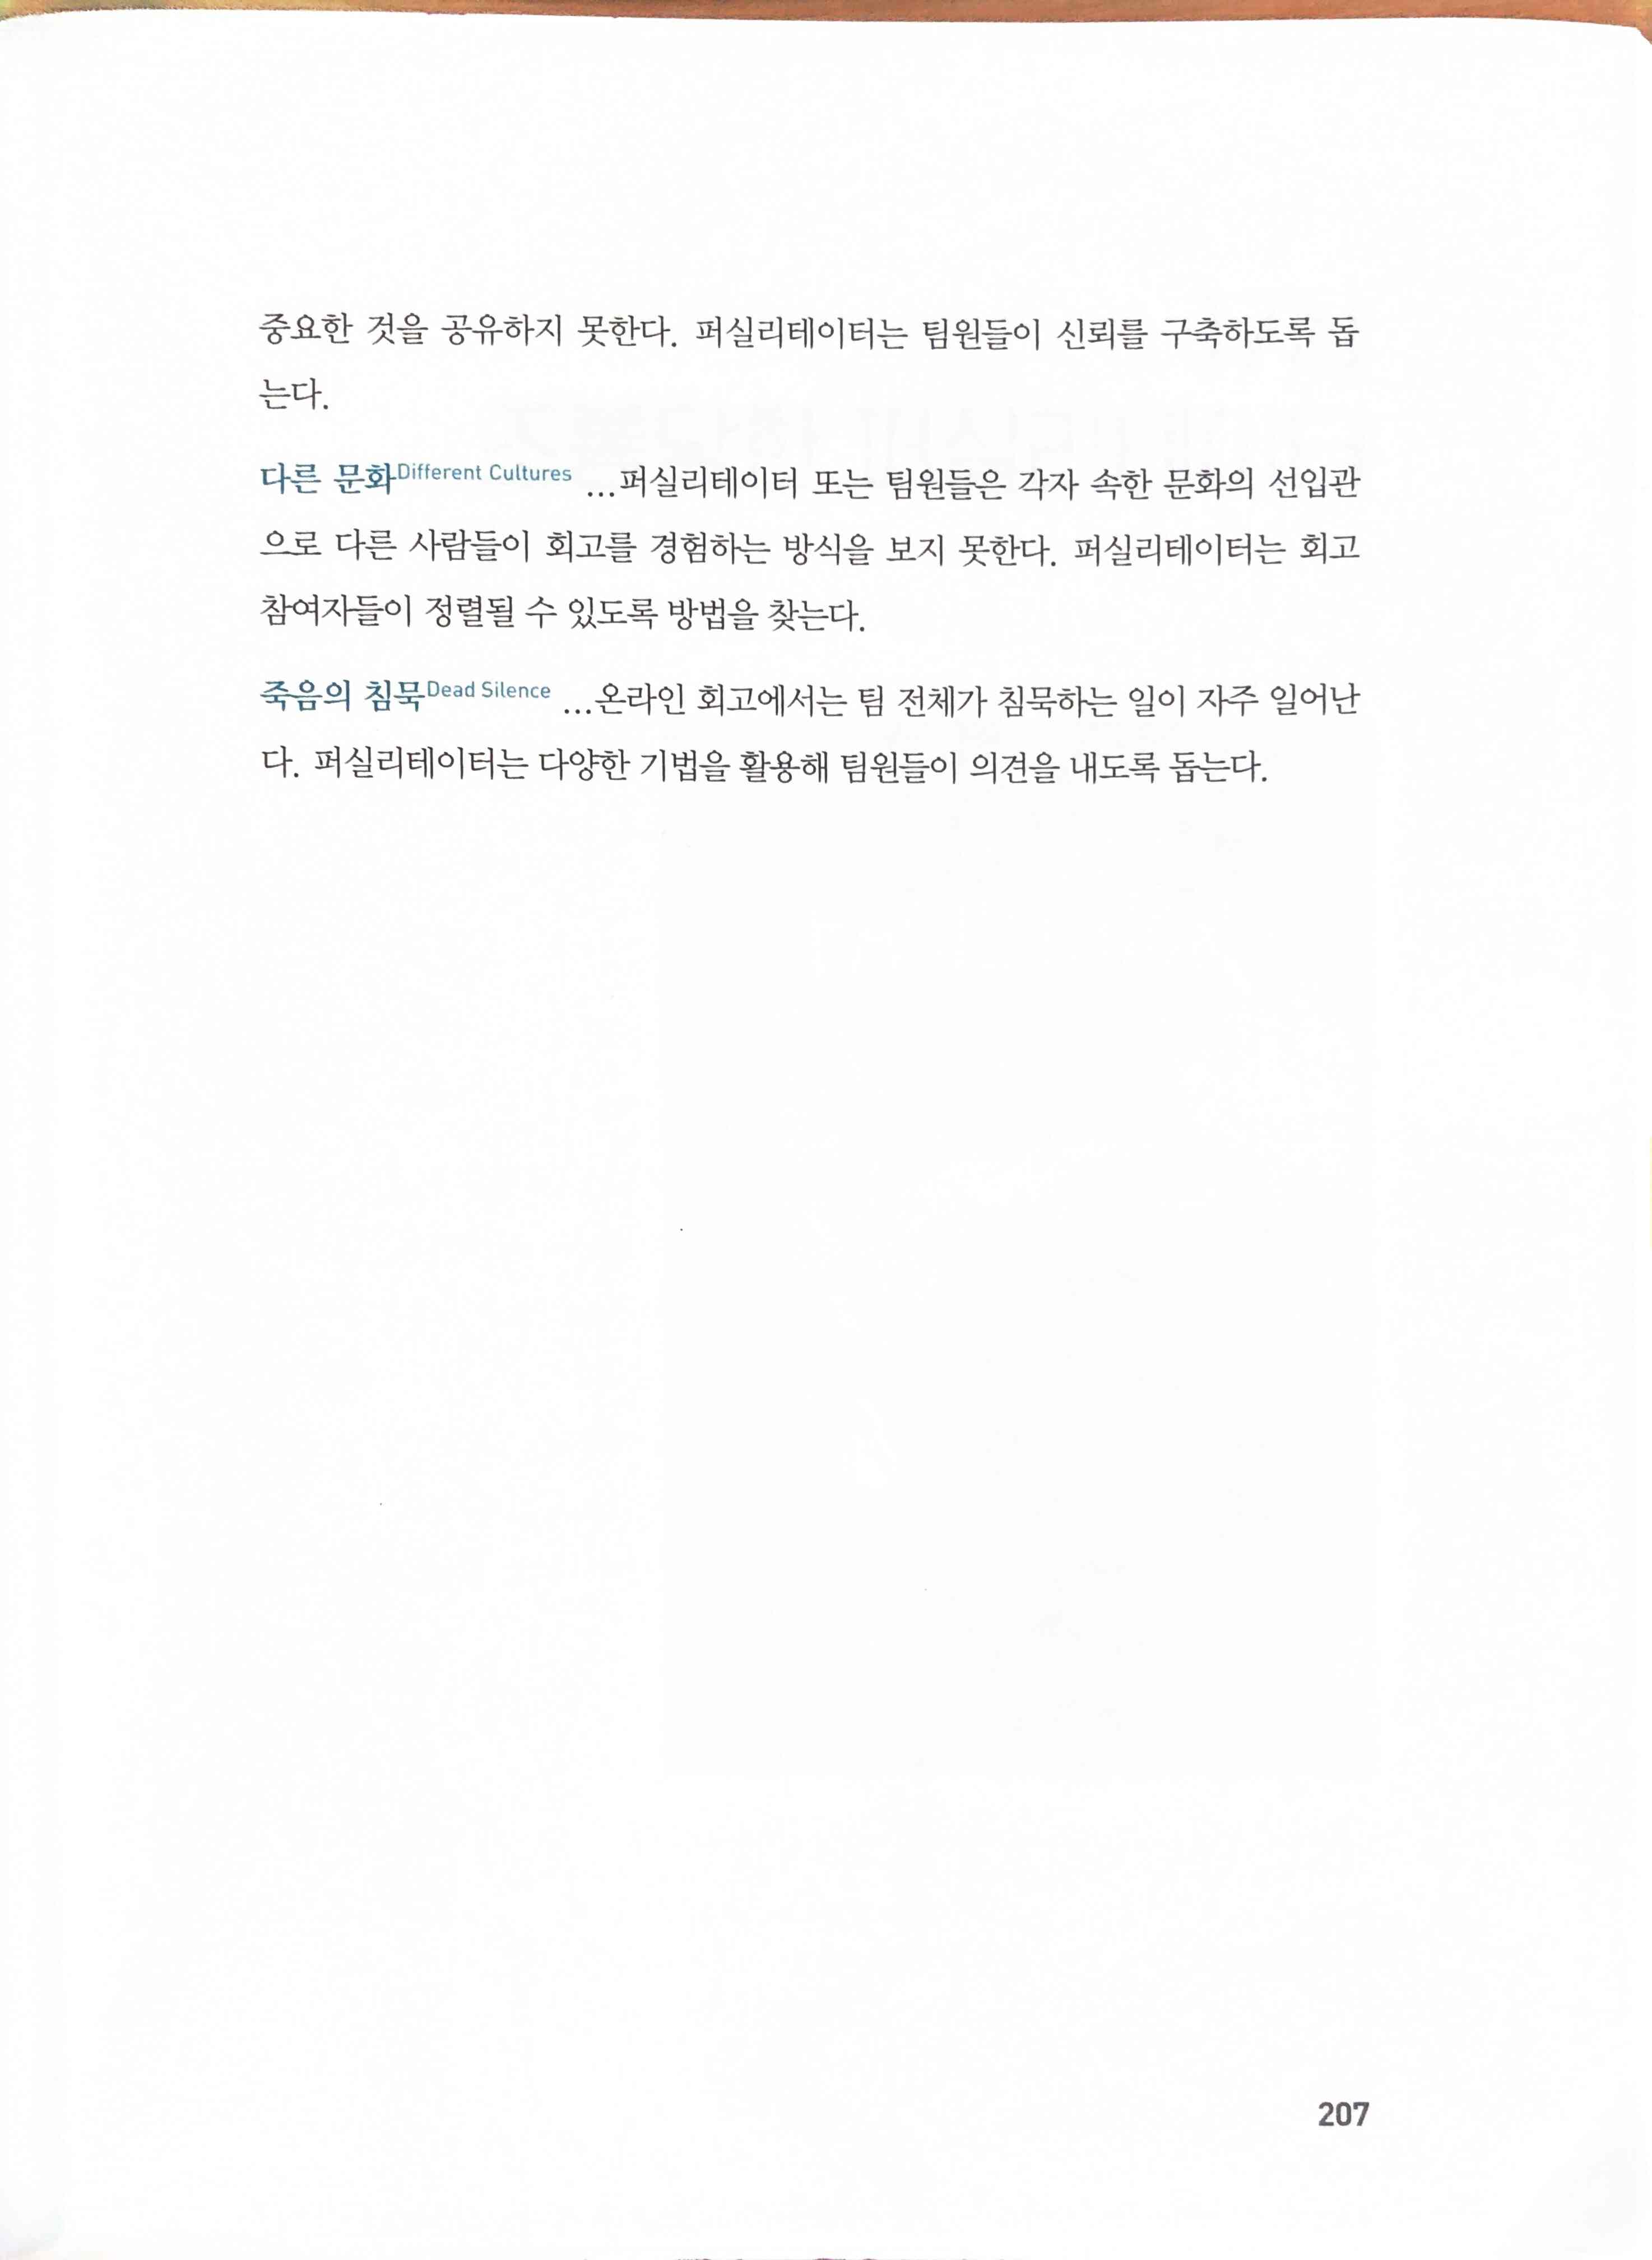 중요한 것을 공유하지 못한다. 퍼실리테이터는 팀원들이 신뢰를 구축하도록 돕
는다.
다른 문화Different Cultures …퍼실리테이터 또는 팀원들은 각자 속한 문화의 선입관
으로 다른 사람들이 회고를 경험하는 방식을 보지 못한다. 퍼실리테이터는 회고
참여자들이 정렬될 수 있도록 방법을 찾는다.
죽음의 침묵Dead Silence …온라인 회고에서는 팀 전체가 침묵하는 일이 자주 일어난
다. 퍼실리테이터는 다양한 기법을 활용해 팀원들이 의견을 내도록 돕는다.
207